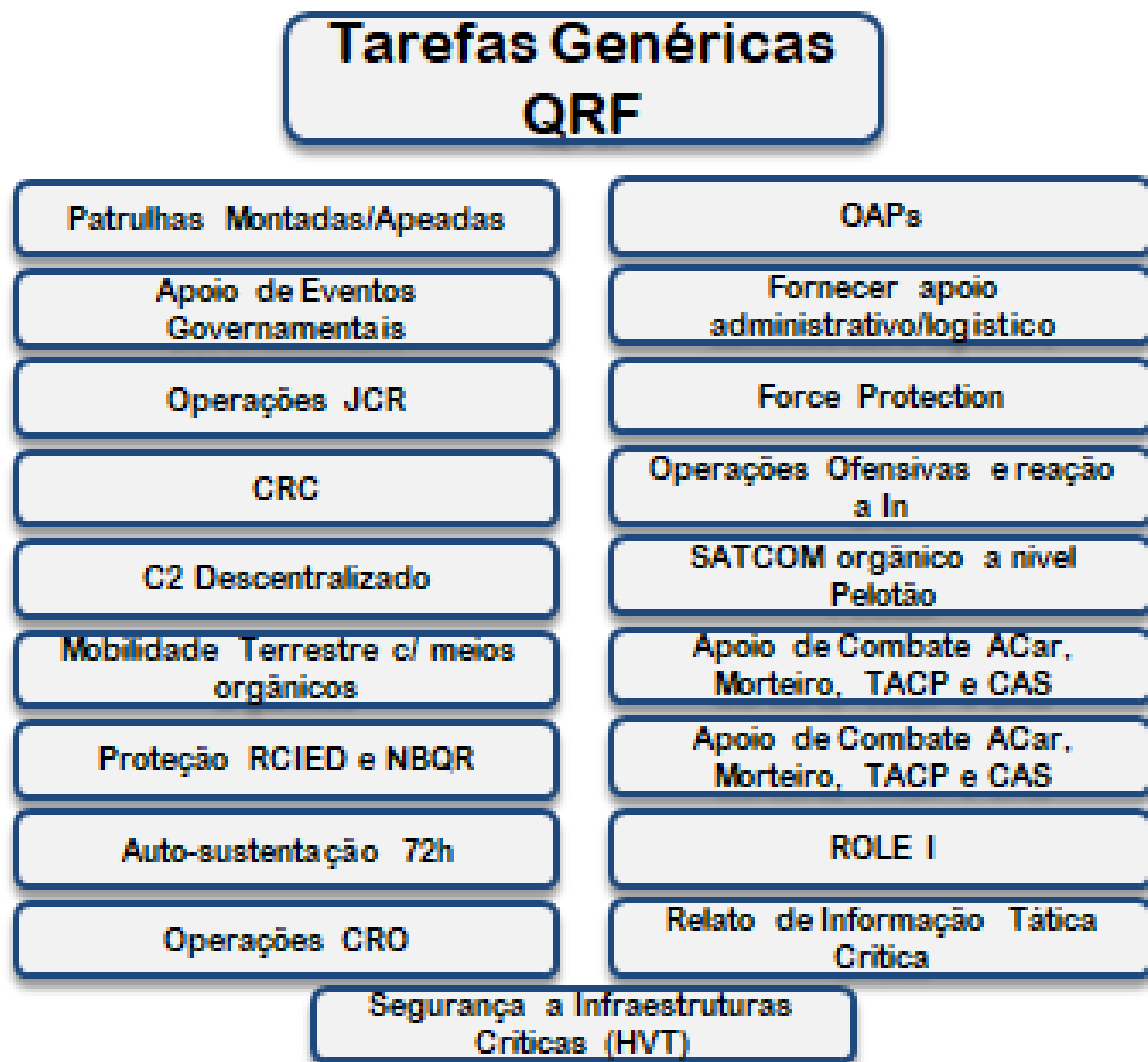 Tarefas Genéricas
QRF
Patrulhas Montadas/Apeadas
OAPs
Apoio de Eventos
Governamentais
Fornecer apoio
administrativo/logístico
Operações JCR
Force Protection
CRC
Operações Ofensivas e reação
a In
C2 Descentralizado
SATCOM orgânico a nivel
Pelotão
Mobilidade Terrestre c/ meios
orgânicos
Apoio de Combate ACar,
Morteiro, TACP e CAS
Proteção RCIED e NBQR
Apoio de Combate ACar,
Morteiro, TACP e CAS
Auto-sustentação 72h
ROLE I
Operações CRO
Relato de Informação Tática
Crítica
Segurança a Infraestruturas
Críticas (HVT)